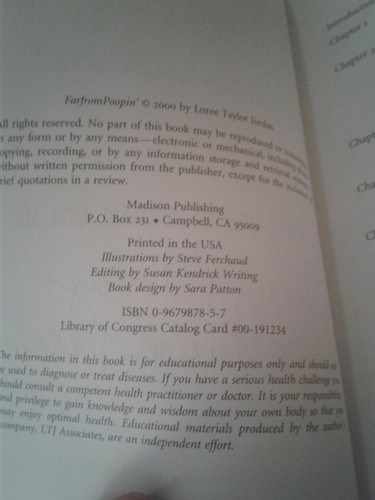 FarfromPoopin' © 2000 by Loree Taylor Jordan
All rights reserved. No part of this book may be reproduced or
in any form or by any means—electronic or mechanical, including
copying, recording, or by any information storage and retrieval
without written permission from the publisher, except for the inclusion of
brief quotations in a review.
Madison Publishing
P.O. Box 231 • Campbell, CA 95009
Printed in the USA
Illustrations by Steve Ferchaud
Editing by Susan Kendrick Writing
Book design by Sara Patton
ISBN 0-9679878-5-7
Library of Congress Catalog Card #00-191234
The information in this book is for educational purposes only and should
be used to diagnose or treat diseases. If you have a serious health challenge you
should consult a competent health practitioner or doctor. It is your responsibility
and privilege to gain knowledge and wisdom about your own body so that you
may enjoy optimal health. Educational materials produced by the author's
company, LTJ Associates, are an independent effort.
Introduction
Chapter 1
Chapter 2
Chapt
Cha
C